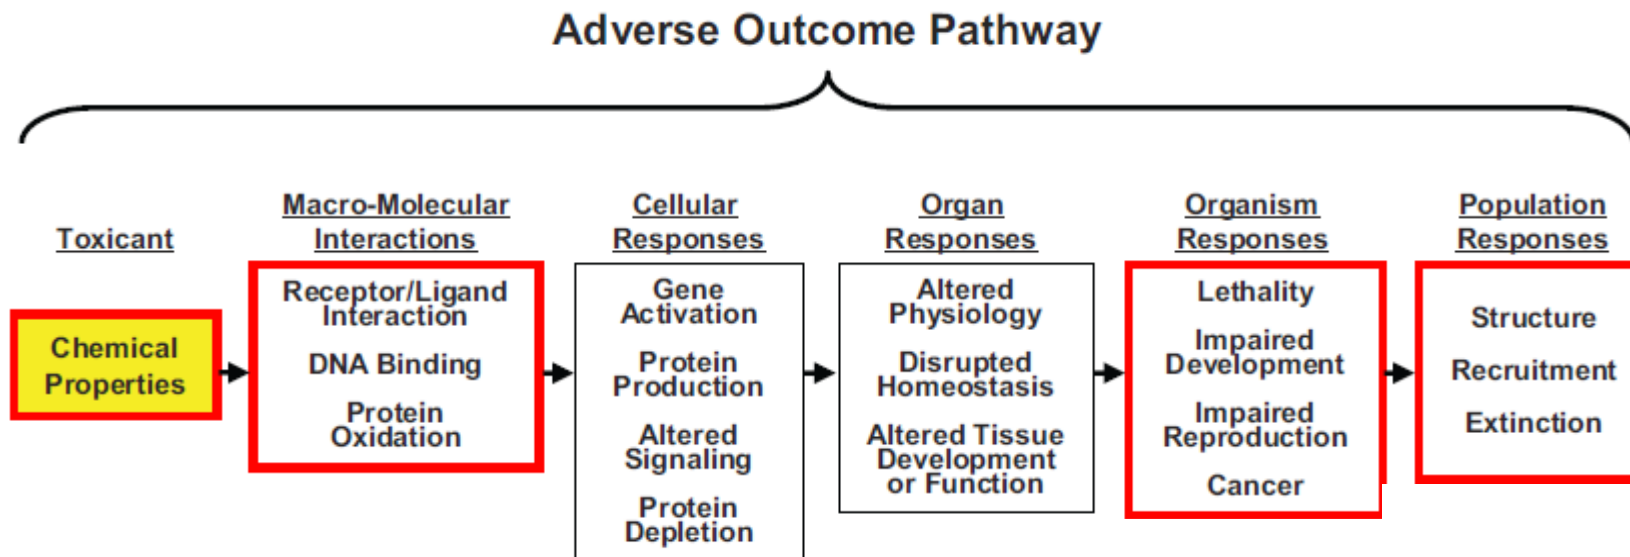 Adverse Outcome Pathway
Toxicant
Chemical
Properties
Macro-Molecular
Interactions
Receptor/Ligand
Interaction
DNA Binding
Protein
Oxidation
Cellular
Responses
Gene
Activation
Protein
Production
Altered
Signaling
Protein
Depletion
Organ
Responses
Altered
Physiology
Disrupted
Homeostasis
Altered Tissue
Development
or Function
Organism
Responses
Lethality
Impaired
Development
Impaired
Reproduction
Cancer
Population
Responses
Structure
Recruitment
Extinction